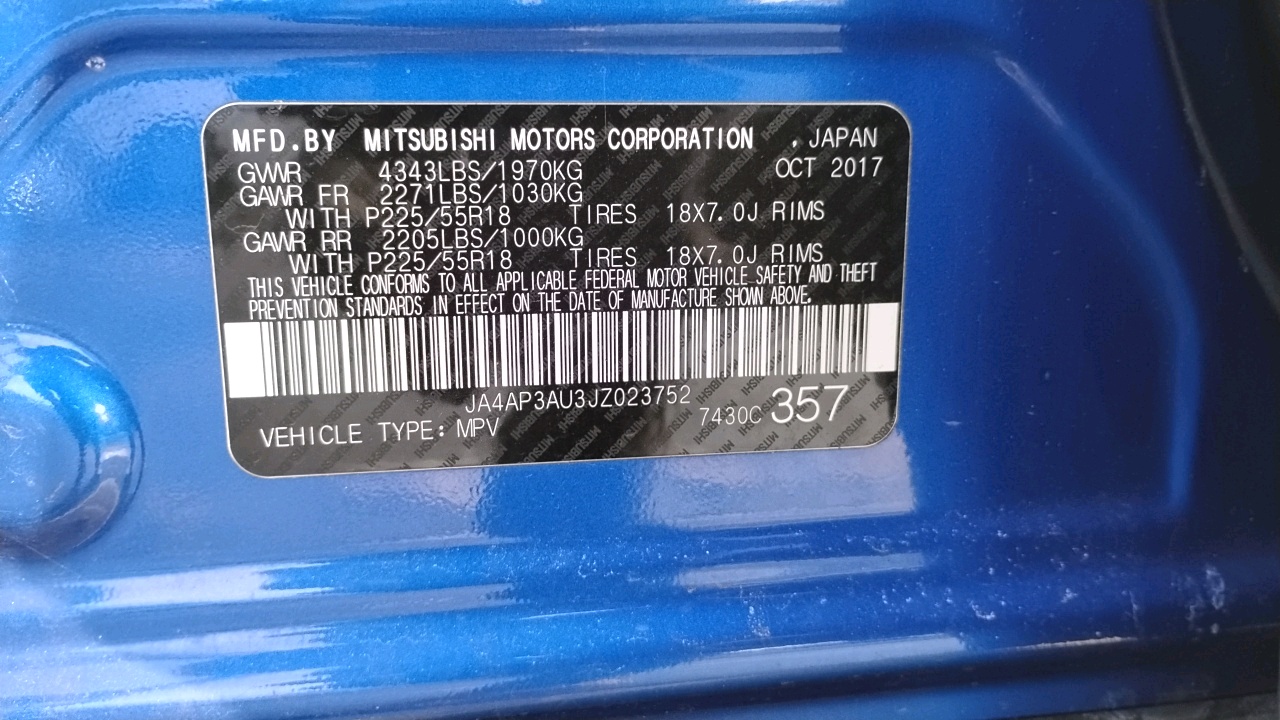 MFD.BY MITSUBISHI MOTORS CORPORATION , JAPAN
GVWR 4343LBS/1970KG OCT 2017
GAWR FR 2271LBS/1030KG
WITH P225/55R18 TIRES 18X7.0J RIMS
GAWR RR 2205LBS/1000KG
WITH P225/55R18 TIRES 18X7.0J RIMS
THIS VEHICLE CONFORMS TO ALL APPLICABLE FEDERAL MOTOR VEHICLE SAFETY AND THEFT
PREVENTION STANDARDS IN EFFECT ON THE DATE OF MANUFACTURE SHOWN ABOVE.
JA4AP3AU3JZ023752
VEHICLE TYPE: MPV 7430C 357